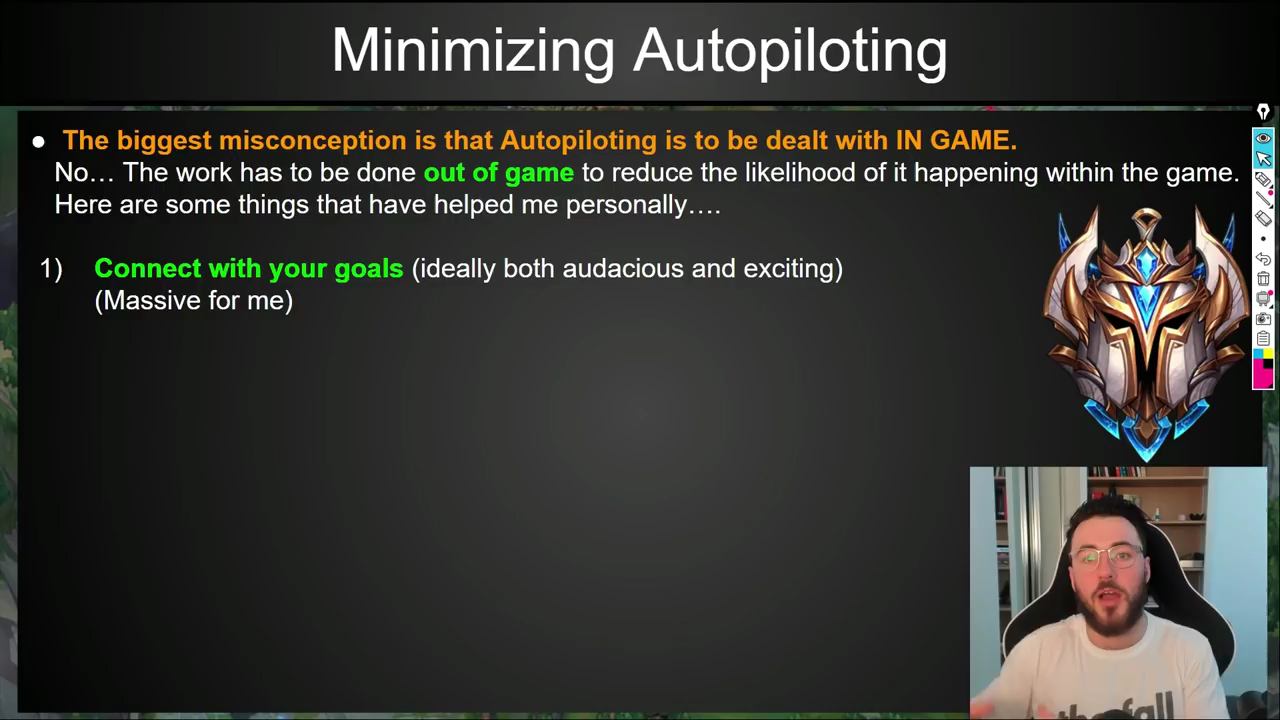 Minimizing Autopiloting
● The biggest misconception is that Autopiloting is to be dealt with IN GAME.
No… The work has to be done out of game to reduce the likelihood of it happening within the game.
Here are some things that have helped me personally….
1) Connect with your goals (ideally both audacious and exciting)
(Massive for me)
the fall